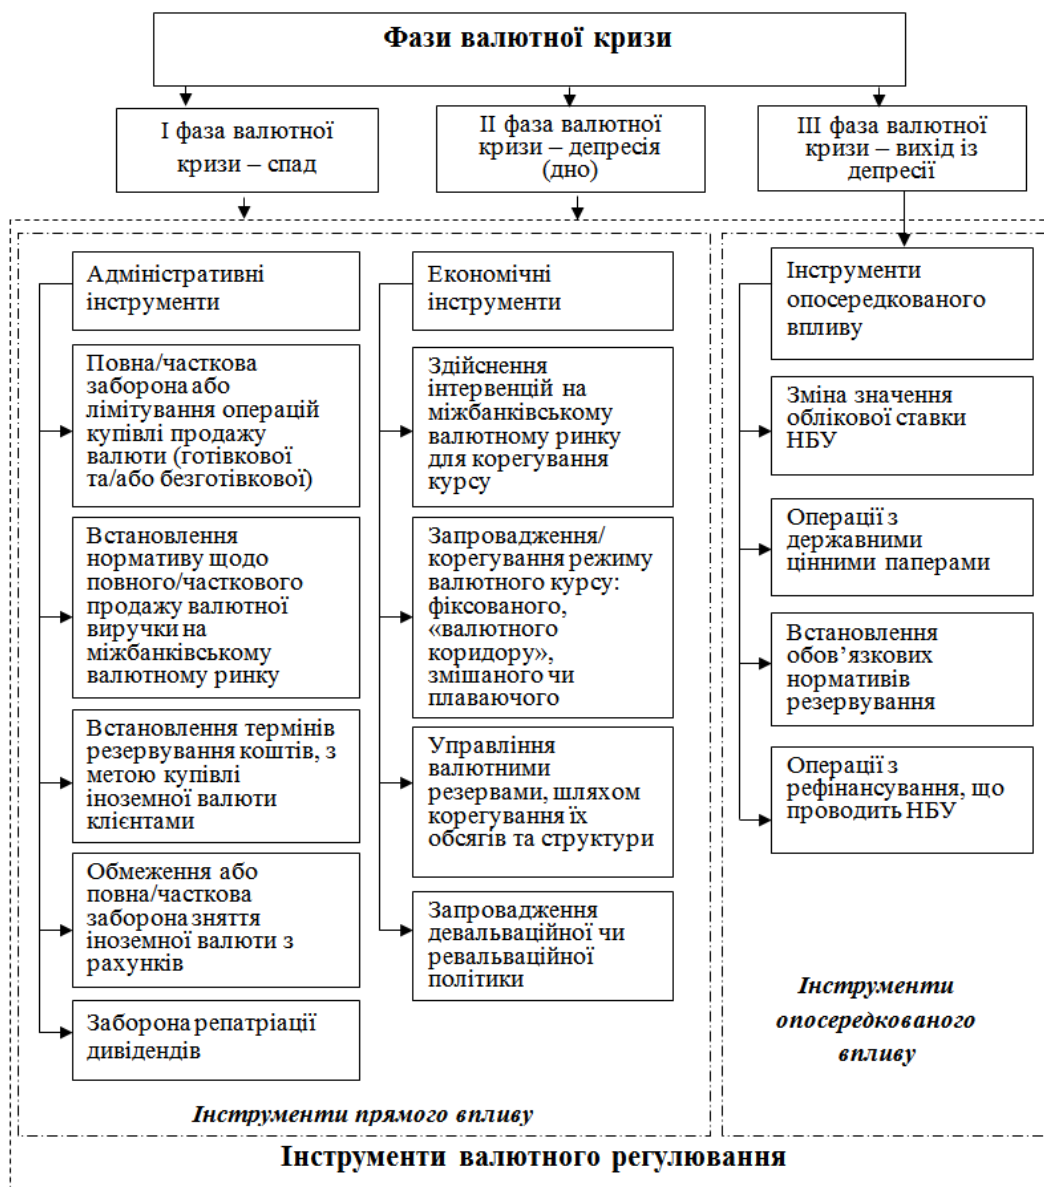 Фази валютної кризи
І фаза валютної
кризи – спад
ІІ фаза валютної
кризи – депресія
(дно)
ІІІ фаза валютної
кризи – вихід із
депресії
Адміністративні
інструменти
Повна/часткова
заборона або
лімітування операцій
купівлі продажу
валюти (готівкової
та/або безготівкової)
Встановлення
нормативу щодо
повного/часткового
продажу валютної
виручки на
міжбанківському
валютному ринку
Встановлення термінів
резервування коштів, з
метою купівлі
іноземної валюти
клієнтами
Обмеження або
повна/часткова
заборона зняття
іноземної валюти з
рахунків
Заборона репатріації
дивідендів
Економічні
інструменти
Здійснення
інтервенцій на
міжбанківському
валютному ринку
для корегування
курсу
Запровадження/
корегування режиму
валютного курсу:
фіксованого,
«валютного
коридору»,
змішаного чи
плаваючого
Управління
валютними
резервами, шляхом
корегування їх
обсягів та структури
Запровадження
девальваційної чи
ревальваційної
політики
Інструменти прямого впливу
Інструменти
опосередкованого
впливу
Зміна значення
облікової ставки
НБУ
Операції з
державними
цінними паперами
Встановлення
обов’язкових
нормативів
резервування
Операції з
рефінансування, що
проводить НБУ
Інструменти
опосередкованого
впливу
Інструменти валютного регулювання